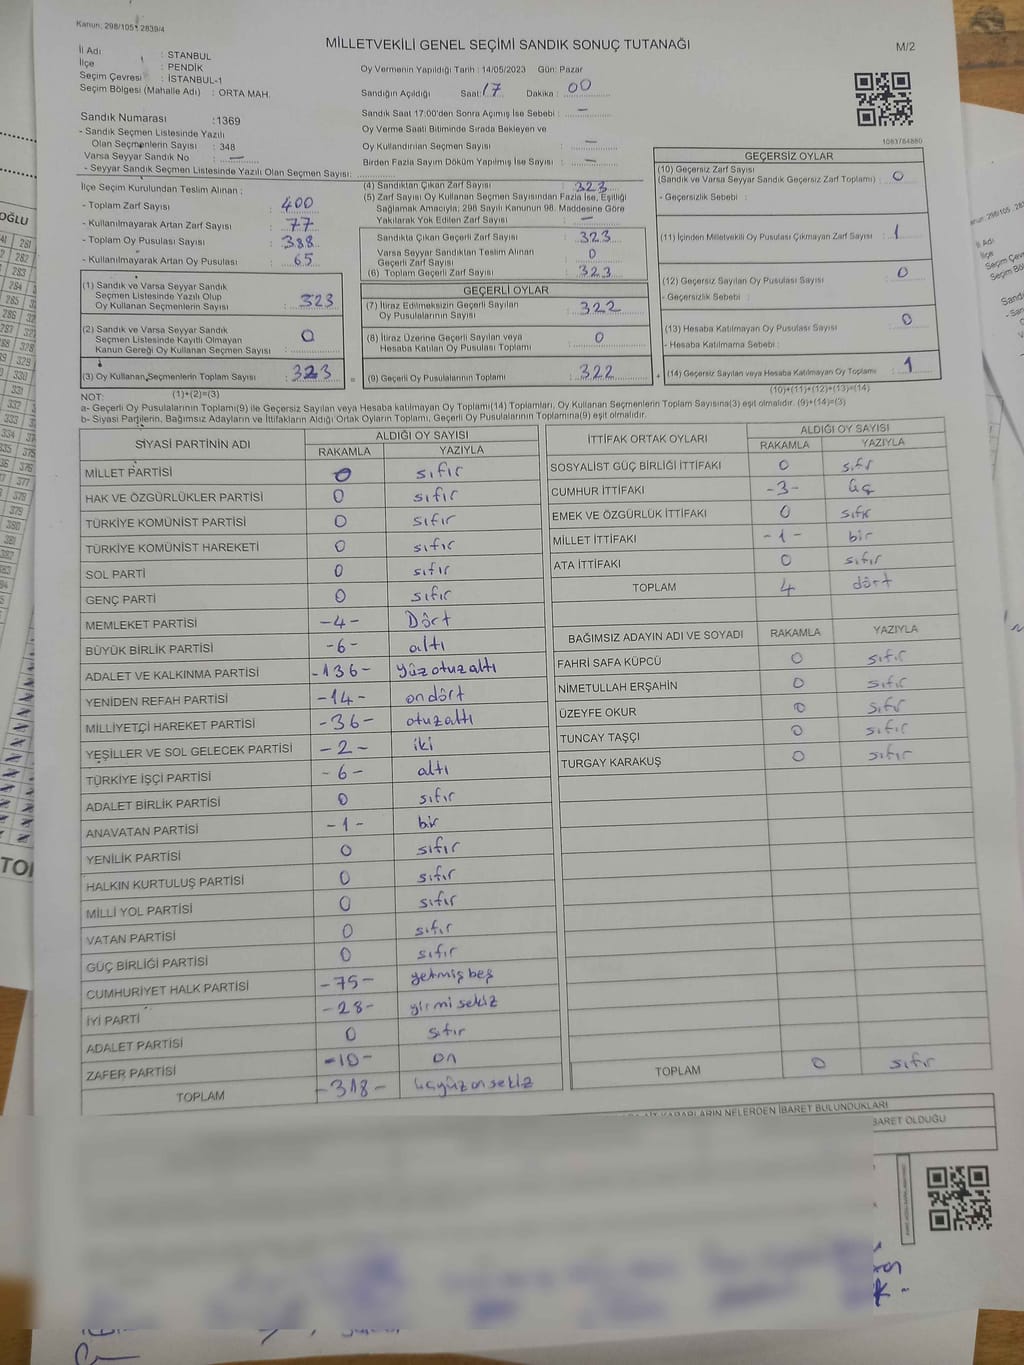 Kanun: 298/105; 2839/4
MİLLETVEKİLİ GENEL SEÇİMİ SANDIK SONUÇ TUTANAĞI
M/2
İl Adı : STANBUL
İlçe : PENDİK
Seçim Çevresi : İSTANBUL-1
Seçim Bölgesi (Mahalle Adı) : ORTA MAH.
Oy Vermenin Yapıldığı Tarih : 14/05/2023 Gün: Pazar
Sandığın Açıldığı Saat: 17 Dakika : 00
Sandık Saat 17:00'den Sonra Açımış İse Sebebi : —
Oy Verme Saati Bitiminde Sırada Bekleyen ve
Oy Kullandırılan Seçmen Sayısı : —
Birden Fazla Sayım Döküm Yapılmış İse Sayısı : —
1083764880
Sandık Numarası :1369
- Sandık Seçmen Listesinde Yazılı
Olan Seçmenlerin Sayısı : 348
Varsa Seyyar Sandık No : —
- Seyyar Sandık Seçmen Listesinde Yazılı Olan Seçmen Sayısı:
İlçe Seçim Kurulundan Teslim Alınan :
- Toplam Zarf Sayısı : 400
- Kullanılmayarak Artan Zarf Sayısı : 77
- Toplam Oy Pusulası Sayısı : 388
- Kullanılmayarak Artan Oy Pusulası : 65
(1) Sandık ve Varsa Seyyar Sandık
Seçmen Listesinde Yazılı Olup
Oy Kullanan Seçmenlerin Sayısı : 323
(2) Sandık ve Varsa Seyyar Sandık
Seçmen Listesinde Kayıtlı Olmayan
Kanun Gereği Oy Kullanan Seçmen Sayısı : 0
(3) Oy Kullanan Seçmenlerin Toplam Sayısı : 323
(1)+(2)=(3)
(4) Sandıktan Çıkan Zarf Sayısı : 323
(5) Zarf Sayısı Oy Kullanan Seçmen Sayısından Fazla İse, Eşitliği
Sağlamak Amacıyla; 298 Sayılı Kanunun 98. Maddesine Göre
Yakılarak Yok Edilen Zarf Sayısı : —
Sandıkta Çıkan Geçerli Zarf Sayısı : 323
Varsa Seyyar Sandıktan Teslim Alınan
Geçerli Zarf Sayısı : 0
(6) Toplam Geçerli Zarf Sayısı : 323
GEÇERLİ OYLAR
(7) İtiraz Edilmeksizin Geçerli Sayılan
Oy Pusulalarının Sayısı : 322
(8) İtiraz Üzerine Geçerli Sayılan veya
Hesaba Katılan Oy Pusulası Toplamı : 0
= (9) Geçerli Oy Pusulalarının Toplamı : 322
GEÇERSİZ OYLAR
(10) Geçersiz Zarf Sayısı
(Sandık ve Varsa Seyyar Sandık Geçersiz Zarf Toplamı) : 0
- Geçersizlik Sebebi :
(11) İçinden Milletvekili Oy Pusulası Çıkmayan Zarf Sayısı : 1
(12) Geçersiz Sayılan Oy Pusulası Sayısı : 0
- Geçersizlik Sebebi :
(13) Hesaba Katılmayan Oy Pusulası Sayısı : 0
- Hesaba Katılmama Sebebi :
+ (14) Geçersiz Sayılan veya Hesaba Katılmayan Oy Toplamı : 1
(10)+(11)+(12)+(13)=(14)
NOT:
a- Geçerli Oy Pusulalarının Toplamı(9) ile Geçersiz Sayılan veya Hesaba katılmayan Oy Toplamı(14) Toplamları, Oy Kullanan Seçmenlerin Toplam Sayısına(3) eşit olmalıdır. (9)+(14)=(3)
b- Siyasi Partilerin, Bağımsız Adayların ve İttifakların Aldığı Ortak Oyların Toplamı, Geçerli Oy Pusulalarının Toplamına(9) eşit olmalıdır.
SİYASİ PARTİNİN ADI ALDIĞI OY SAYISI
RAKAMLA YAZIYLA
MİLLET PARTİSİ 0 sıfır
HAK VE ÖZGÜRLÜKLER PARTİSİ 0 sıfır
TÜRKİYE KOMÜNİST PARTİSİ 0 sıfır
TÜRKİYE KOMÜNİST HAREKETİ 0 sıfır
SOL PARTİ 0 sıfır
GENÇ PARTİ 0 sıfır
MEMLEKET PARTİSİ -4- Dört
BÜYÜK BİRLİK PARTİSİ -6- altı
ADALET VE KALKINMA PARTİSİ -136- yüzotuzaltı
YENİDEN REFAH PARTİSİ -14- ondört
MİLLİYETÇİ HAREKET PARTİSİ -36- otuzaltı
YEŞİLLER VE SOL GELECEK PARTİSİ -2- iki
TÜRKİYE İŞÇİ PARTİSİ -6- altı
ADALET BİRLİK PARTİSİ 0 sıfır
ANAVATAN PARTİSİ -1- bir
YENİLİK PARTİSİ 0 sıfır
HALKIN KURTULUŞ PARTİSİ 0 sıfır
MİLLİ YOL PARTİSİ 0 sıfır
VATAN PARTİSİ 0 sıfır
GÜÇ BİRLİĞİ PARTİSİ 0 sıfır
CUMHURİYET HALK PARTİSİ -75- yetmiş beş
İYİ PARTİ -28- yirmi sekiz
ADALET PARTİSİ 0 sıfır
ZAFER PARTİSİ -10- on
TOPLAM -318- üçyüz on sekiz
İTTİFAK ORTAK OYLARI ALDIĞI OY SAYISI
RAKAMLA YAZIYLA
SOSYALİST GÜÇ BİRLİĞİ İTTİFAKI 0 sıfır
CUMHUR İTTİFAKI -3- üç
EMEK VE ÖZGÜRLÜK İTTİFAKI 0 sıfır
MİLLET İTTİFAKI -1- bir
ATA İTTİFAKI 0 sıfır
TOPLAM 4 dört
BAĞIMSIZ ADAYIN ADI VE SOYADI RAKAMLA YAZIYLA
FAHRİ SAFA KÜPCÜ 0 sıfır
NİMETULLAH ERŞAHİN 0 sıfır
ÜZEYFE OKUR 0 sıfır
TUNCAY TAŞÇI 0 sıfır
TURGAY KARAKUŞ 0 sıfır
TOPLAM 0 sıfır
KARARLARIN NELERDEN İBARET BULUNDUKLARI
İBARET OLDUĞU